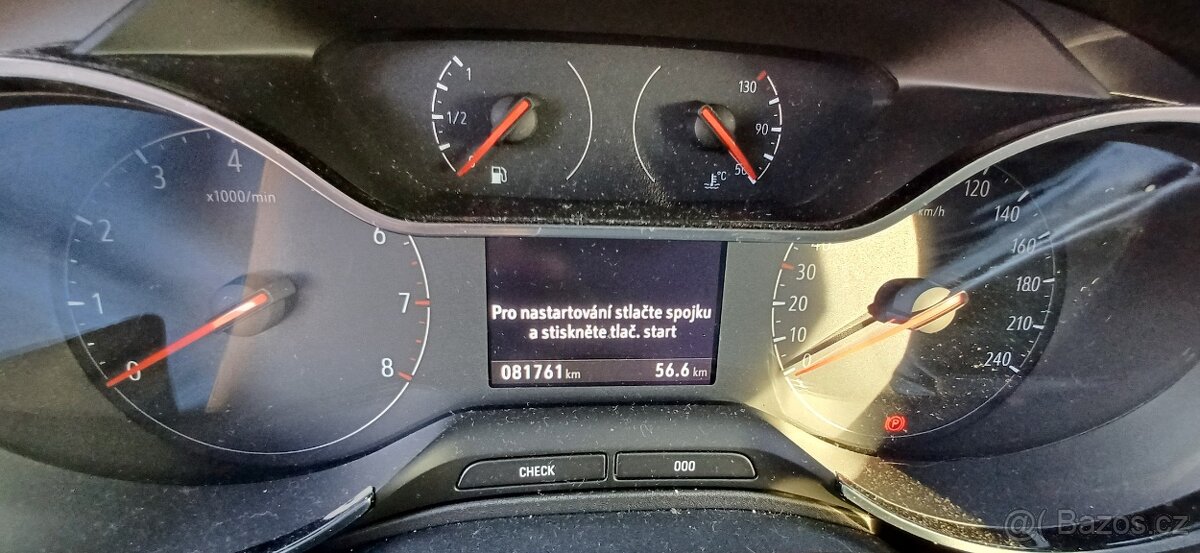 1
1/2
0
130
90
50
°C
4
3
x1000/min
2
1
0
6
7
8
Pro nastartování stlačte spojku
a stiskněte tlač. start
081761 km
56.6 km
40
30
20
10
0
km/h
120
140
160
180
210
240
P
CHECK
000
Bazos.cz